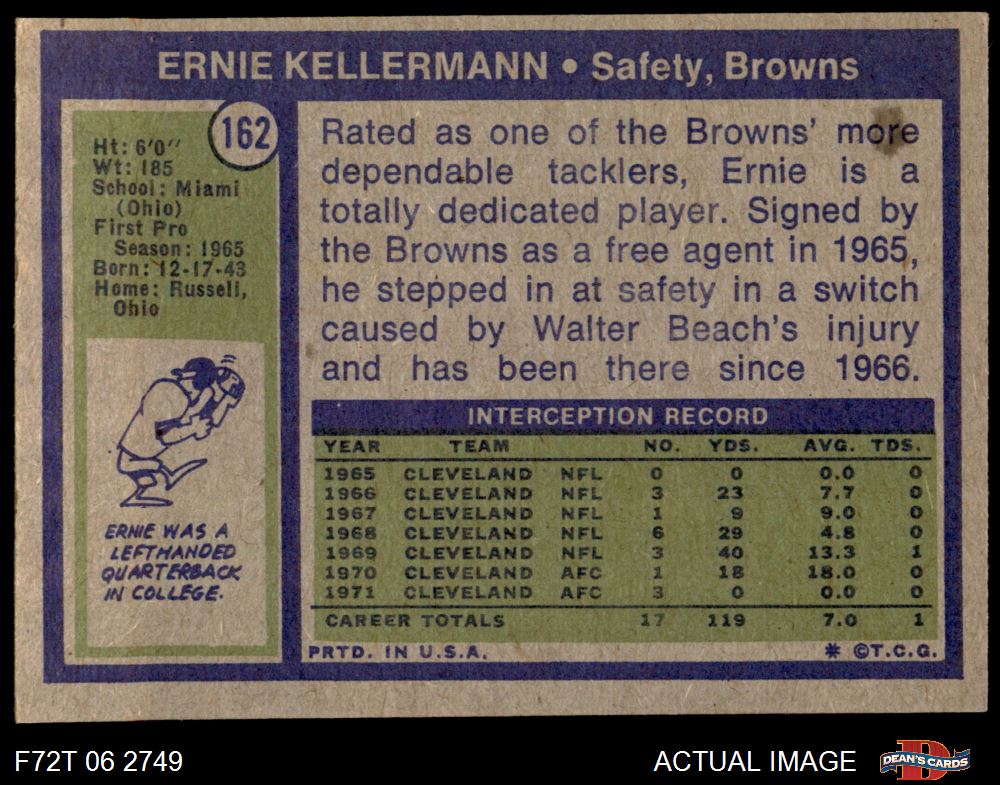 ERNIE KELLERMANN • Safety, Browns
162
Ht: 6'0"
Wt: 185
School: Miami
(Ohio)
First Pro
Season: 1965
Born: 12-17-43
Home: Russell,
Ohio
ERNIE WAS A
LEFTHANDED
QUARTERBACK
IN COLLEGE.
Rated as one of the Browns' more
dependable tacklers, Ernie is a
totally dedicated player. Signed by
the Browns as a free agent in 1965,
he stepped in at safety in a switch
caused by Walter Beach's injury
and has been there since 1966.
INTERCEPTION RECORD
YEAR TEAM NO. YDS. AVG. TDS.
1965 CLEVELAND NFL 0 0 0.0 0
1966 CLEVELAND NFL 3 23 7.7 0
1967 CLEVELAND NFL 1 9 9.0 0
1968 CLEVELAND NFL 6 29 4.8 0
1969 CLEVELAND NFL 3 40 13.3 1
1970 CLEVELAND AFC 1 18 18.0 0
1971 CLEVELAND AFC 3 0 0.0 0
CAREER TOTALS 17 119 7.0 1
PRTD. IN U.S.A. * ©T.C.G.
F72T 06 2749 ACTUAL IMAGE
D
DEAN'S CARDS